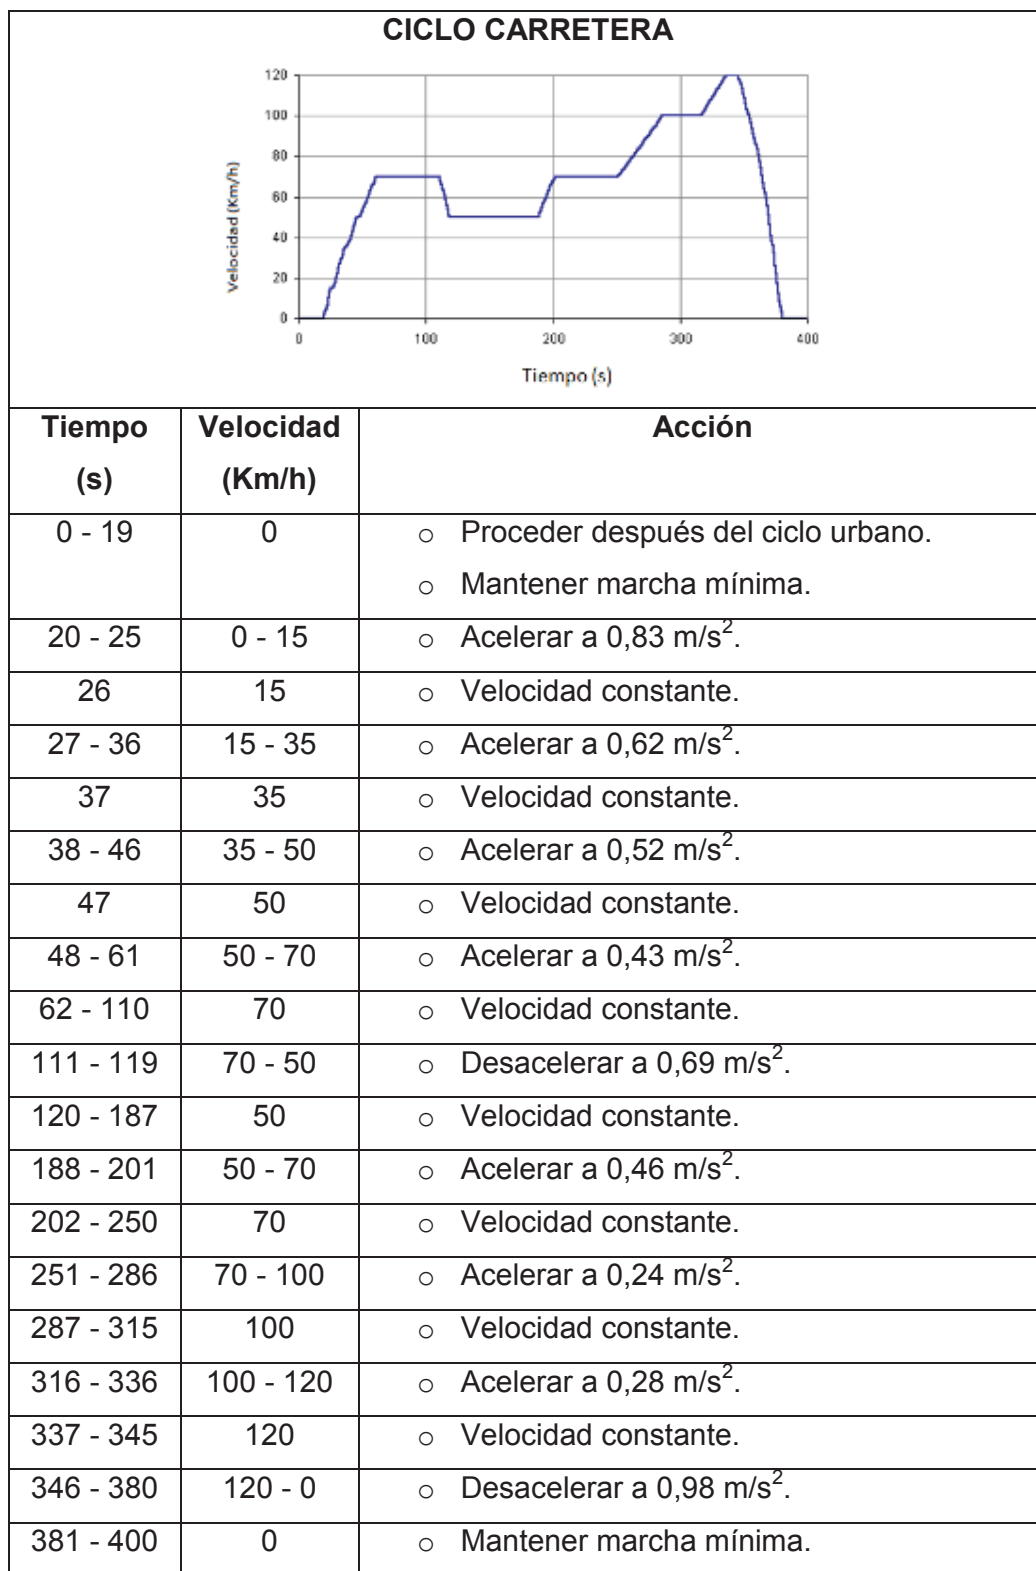 CICLO CARRETERA
120
100
80
60
40
20
0
Velocidad (Km/h)
0 100 200 300 400
Tiempo (s)
Tiempo (s) Velocidad (Km/h) Acción
0 - 19 0 o Proceder después del ciclo urbano.
o Mantener marcha mínima.
20 - 25 0 - 15 o Acelerar a 0,83 m/s².
26 15 o Velocidad constante.
27 - 36 15 - 35 o Acelerar a 0,62 m/s².
37 35 o Velocidad constante.
38 - 46 35 - 50 o Acelerar a 0,52 m/s².
47 50 o Velocidad constante.
48 - 61 50 - 70 o Acelerar a 0,43 m/s².
62 - 110 70 o Velocidad constante.
111 - 119 70 - 50 o Desacelerar a 0,69 m/s².
120 - 187 50 o Velocidad constante.
188 - 201 50 - 70 o Acelerar a 0,46 m/s².
202 - 250 70 o Velocidad constante.
251 - 286 70 - 100 o Acelerar a 0,24 m/s².
287 - 315 100 o Velocidad constante.
316 - 336 100 - 120 o Acelerar a 0,28 m/s².
337 - 345 120 o Velocidad constante.
346 - 380 120 - 0 o Desacelerar a 0,98 m/s².
381 - 400 0 o Mantener marcha mínima.